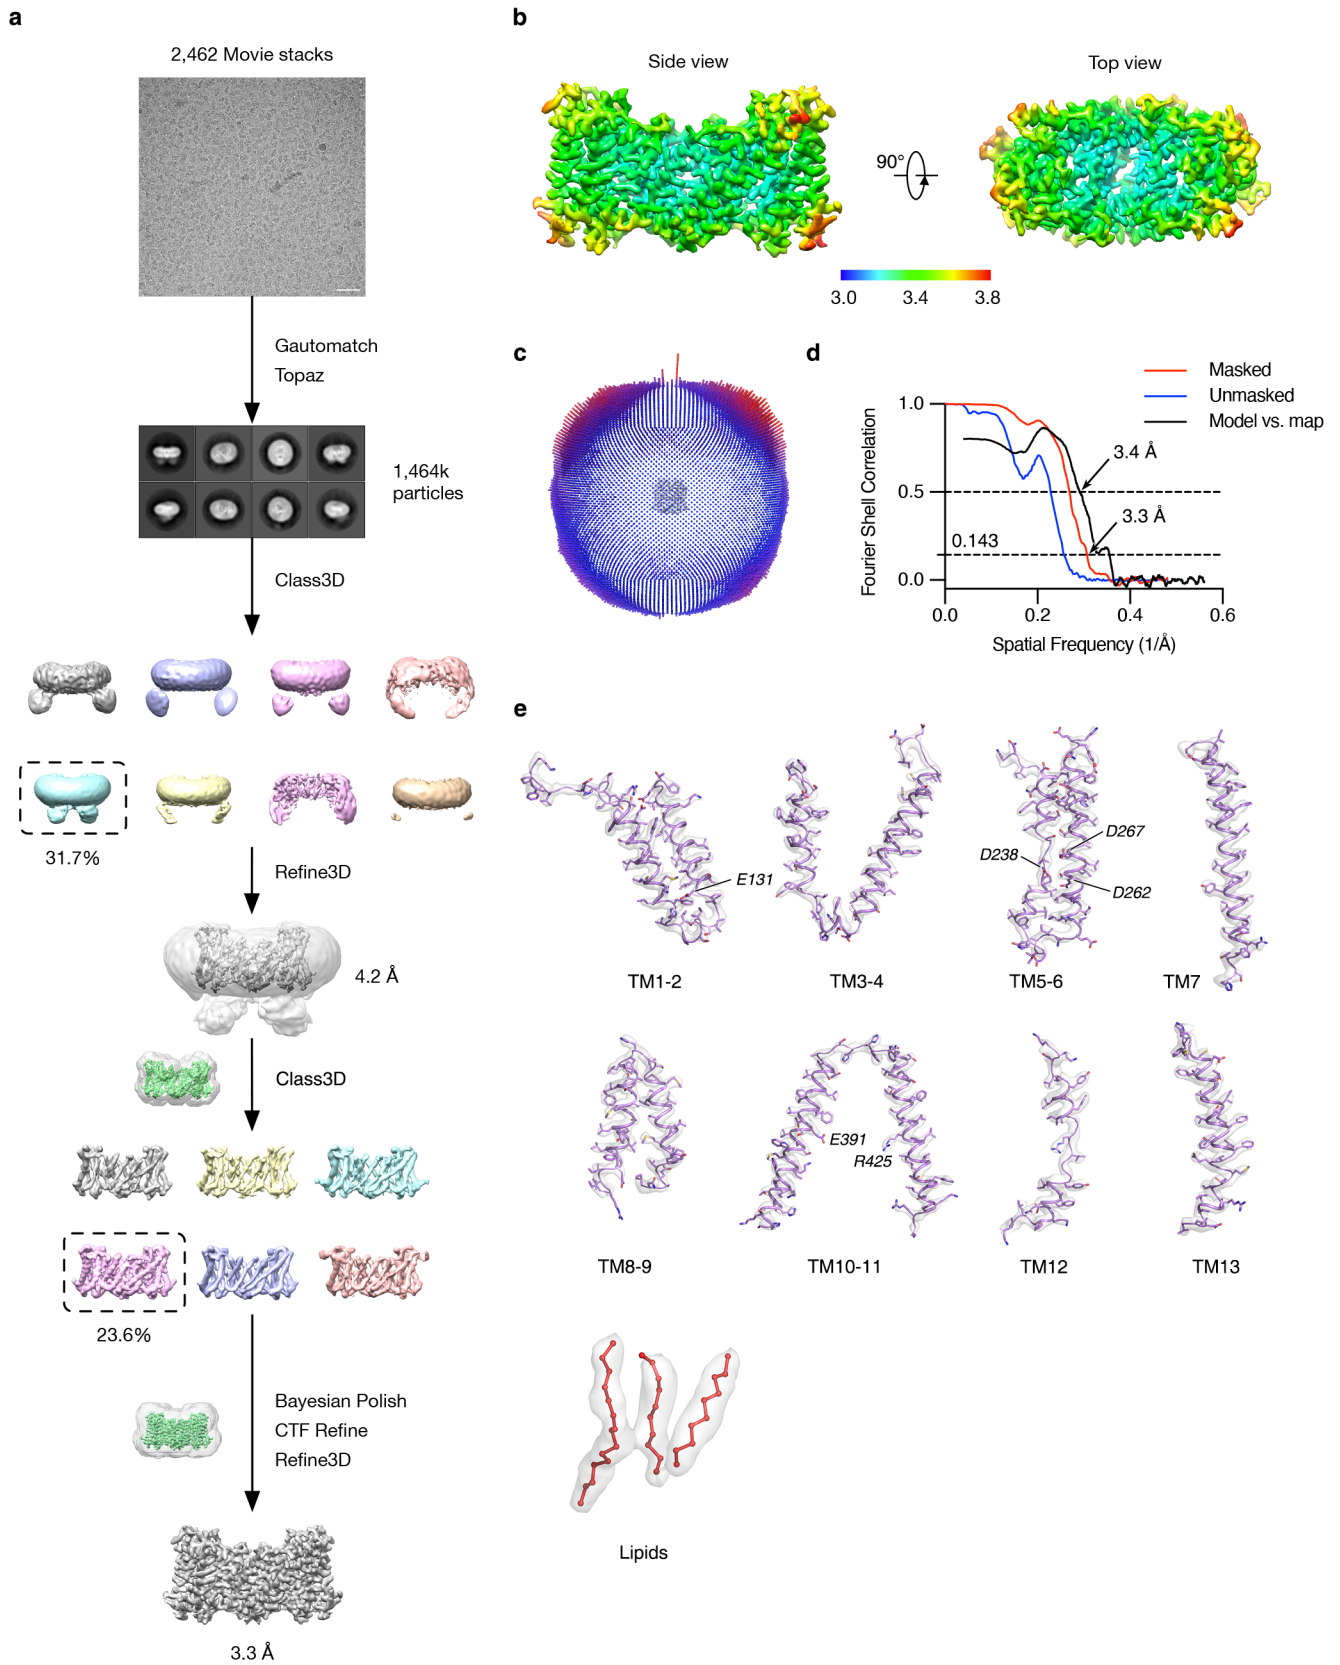 a
2,462 Movie stacks
Gautomatch
Topaz
1,464k
particles
Class3D
31.7%
Refine3D
4.2 Å
Class3D
23.6%
Bayesian Polish
CTF Refine
Refine3D
3.3 Å
b
Side view
Top view
90°
3.0
3.4
3.8
c
d
Masked
Unmasked
Model vs. map
Fourier Shell Correlation
1.0
0.5
0.0
3.4 Å
3.3 Å
0.143
0.0
0.2
0.4
0.6
Spatial Frequency (1/Å)
e
E131
D238
D267
D262
TM1-2
TM3-4
TM5-6
TM7
E391
R425
TM8-9
TM10-11
TM12
TM13
Lipids